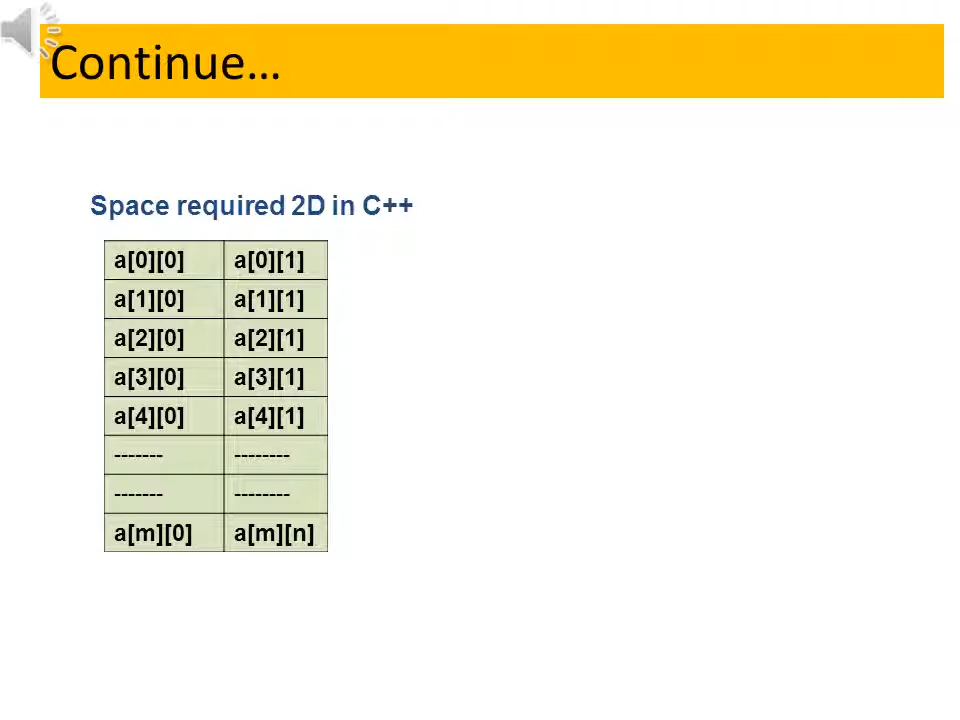 Continue…
Space required 2D in C++
a[0][0] a[0][1]
a[1][0] a[1][1]
a[2][0] a[2][1]
a[3][0] a[3][1]
a[4][0] a[4][1]
------- --------
------- --------
a[m][0] a[m][n]